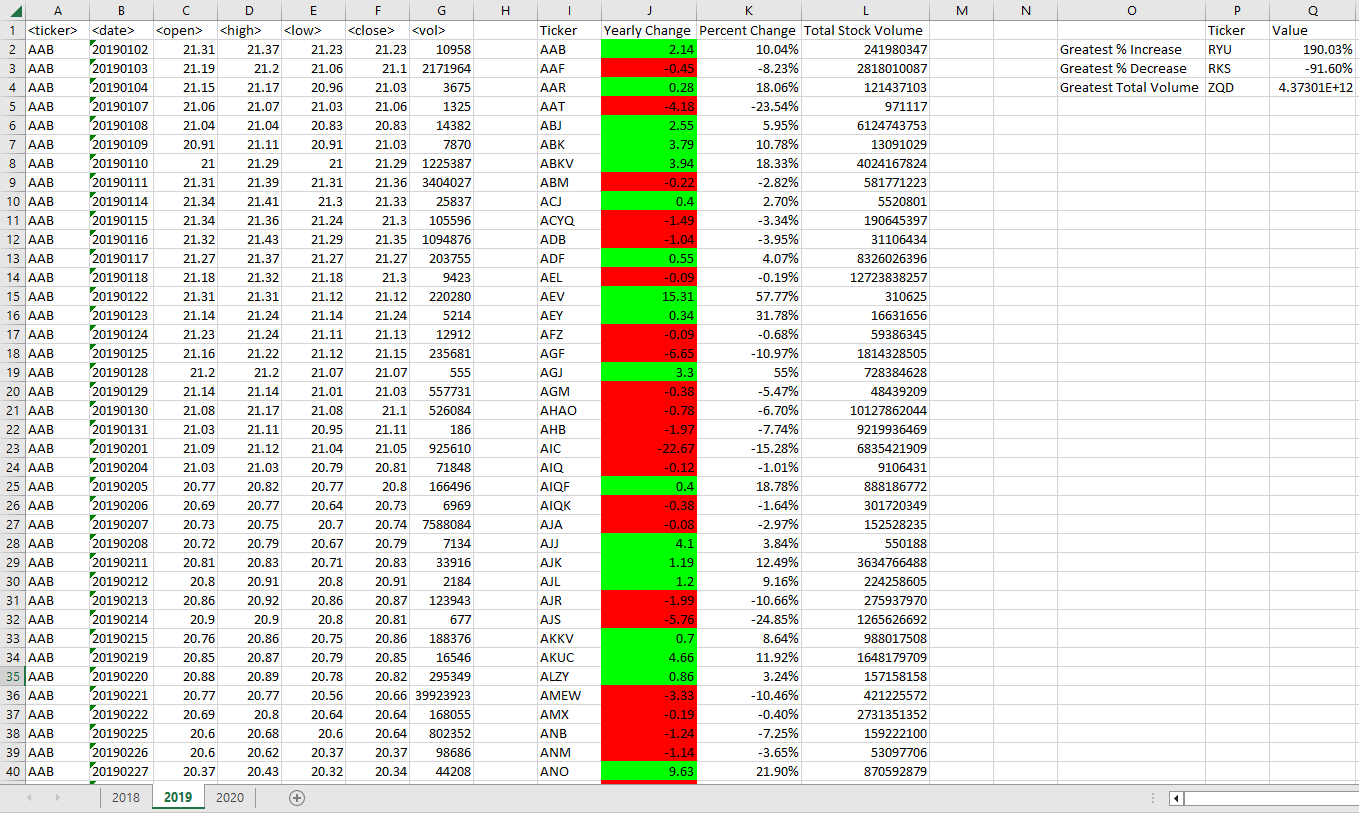 A B C D E F G H I J K L M N O P Q
1 <ticker> <date> <open> <high> <low> <close> <vol> Ticker Yearly Change Percent Change Total Stock Volume Ticker Value
2 AAB 20190102 21.31 21.37 21.23 21.23 10958 AAB 2.14 10.04% 241980347 Greatest % Increase RYU 190.03%
3 AAB 20190103 21.19 21.2 21.06 21.1 2171964 AAF -0.45 -8.23% 2818010087 Greatest % Decrease RKS -91.60%
4 AAB 20190104 21.15 21.17 20.96 21.03 3675 AAR 0.28 18.06% 121437103 Greatest Total Volume ZQD 4.37301E+12
5 AAB 20190107 21.06 21.07 21.03 21.06 1325 AAT -4.18 -23.54% 971117
6 AAB 20190108 21.04 21.04 20.83 20.83 14382 ABJ 2.55 5.95% 6124743753
7 AAB 20190109 20.91 21.11 20.91 21.03 7870 ABK 3.79 10.78% 13091029
8 AAB 20190110 21 21.29 21 21.29 1225387 ABKV 3.94 18.33% 4024167824
9 AAB 20190111 21.31 21.39 21.31 21.36 3404027 ABM -0.22 -2.82% 581771223
10 AAB 20190114 21.34 21.41 21.3 21.33 25837 ACJ 0.4 2.70% 5520801
11 AAB 20190115 21.34 21.36 21.24 21.3 105596 ACYQ -1.49 -3.34% 190645397
12 AAB 20190116 21.32 21.43 21.29 21.35 1094876 ADB -1.04 -3.95% 31106434
13 AAB 20190117 21.27 21.37 21.27 21.27 203755 ADF 0.55 4.07% 8326026396
14 AAB 20190118 21.18 21.32 21.18 21.3 9423 AEL -0.09 -0.19% 12723838257
15 AAB 20190122 21.31 21.31 21.12 21.12 220280 AEV 15.31 57.77% 310625
16 AAB 20190123 21.14 21.24 21.14 21.24 5214 AEY 0.34 31.78% 16631656
17 AAB 20190124 21.23 21.24 21.11 21.13 12912 AFZ -0.09 -0.68% 59386345
18 AAB 20190125 21.16 21.22 21.12 21.15 235681 AGF -6.65 -10.97% 1814328505
19 AAB 20190128 21.2 21.2 21.07 21.07 555 AGJ 3.3 55% 728384628
20 AAB 20190129 21.14 21.14 21.01 21.03 557731 AGM -0.38 -5.47% 48439209
21 AAB 20190130 21.08 21.17 21.08 21.1 526084 AHAO -0.78 -6.70% 10127862044
22 AAB 20190131 21.03 21.11 20.95 21.11 186 AHB -1.97 -7.74% 9219936469
23 AAB 20190201 21.09 21.12 21.04 21.05 925610 AIC -22.67 -15.28% 6835421909
24 AAB 20190204 21.03 21.03 20.79 20.81 71848 AIQ -0.12 -1.01% 9106431
25 AAB 20190205 20.77 20.82 20.77 20.8 166496 AIQF 0.4 18.78% 888186772
26 AAB 20190206 20.69 20.77 20.64 20.73 6969 AIQK -0.38 -1.64% 301720349
27 AAB 20190207 20.73 20.75 20.7 20.74 7588084 AJA -0.08 -2.97% 152528235
28 AAB 20190208 20.72 20.79 20.67 20.79 7134 AJJ 4.1 3.84% 550188
29 AAB 20190211 20.81 20.83 20.71 20.83 33916 AJK 1.19 12.49% 3634766488
30 AAB 20190212 20.8 20.91 20.8 20.91 2184 AJL 1.2 9.16% 224258605
31 AAB 20190213 20.86 20.92 20.86 20.87 123943 AJR -1.99 -10.66% 275937970
32 AAB 20190214 20.9 20.9 20.8 20.81 677 AJS -5.76 -24.85% 1265626692
33 AAB 20190215 20.76 20.86 20.75 20.86 188376 AKKV 0.7 8.64% 988017508
34 AAB 20190219 20.85 20.87 20.79 20.85 16546 AKUC 4.66 11.92% 1648179709
35 AAB 20190220 20.88 20.89 20.78 20.82 295349 ALZY 0.86 3.24% 157158158
36 AAB 20190221 20.77 20.77 20.56 20.66 39923923 AMEW -3.33 -10.46% 421225572
37 AAB 20190222 20.69 20.8 20.64 20.64 168055 AMX -0.19 -0.40% 2731351352
38 AAB 20190225 20.6 20.68 20.6 20.64 802352 ANB -1.24 -7.25% 159222100
39 AAB 20190226 20.6 20.62 20.37 20.37 98686 ANM -1.14 -3.65% 53097706
40 AAB 20190227 20.37 20.43 20.32 20.34 44208 ANO 9.63 21.90% 870592879
2018 2019 2020